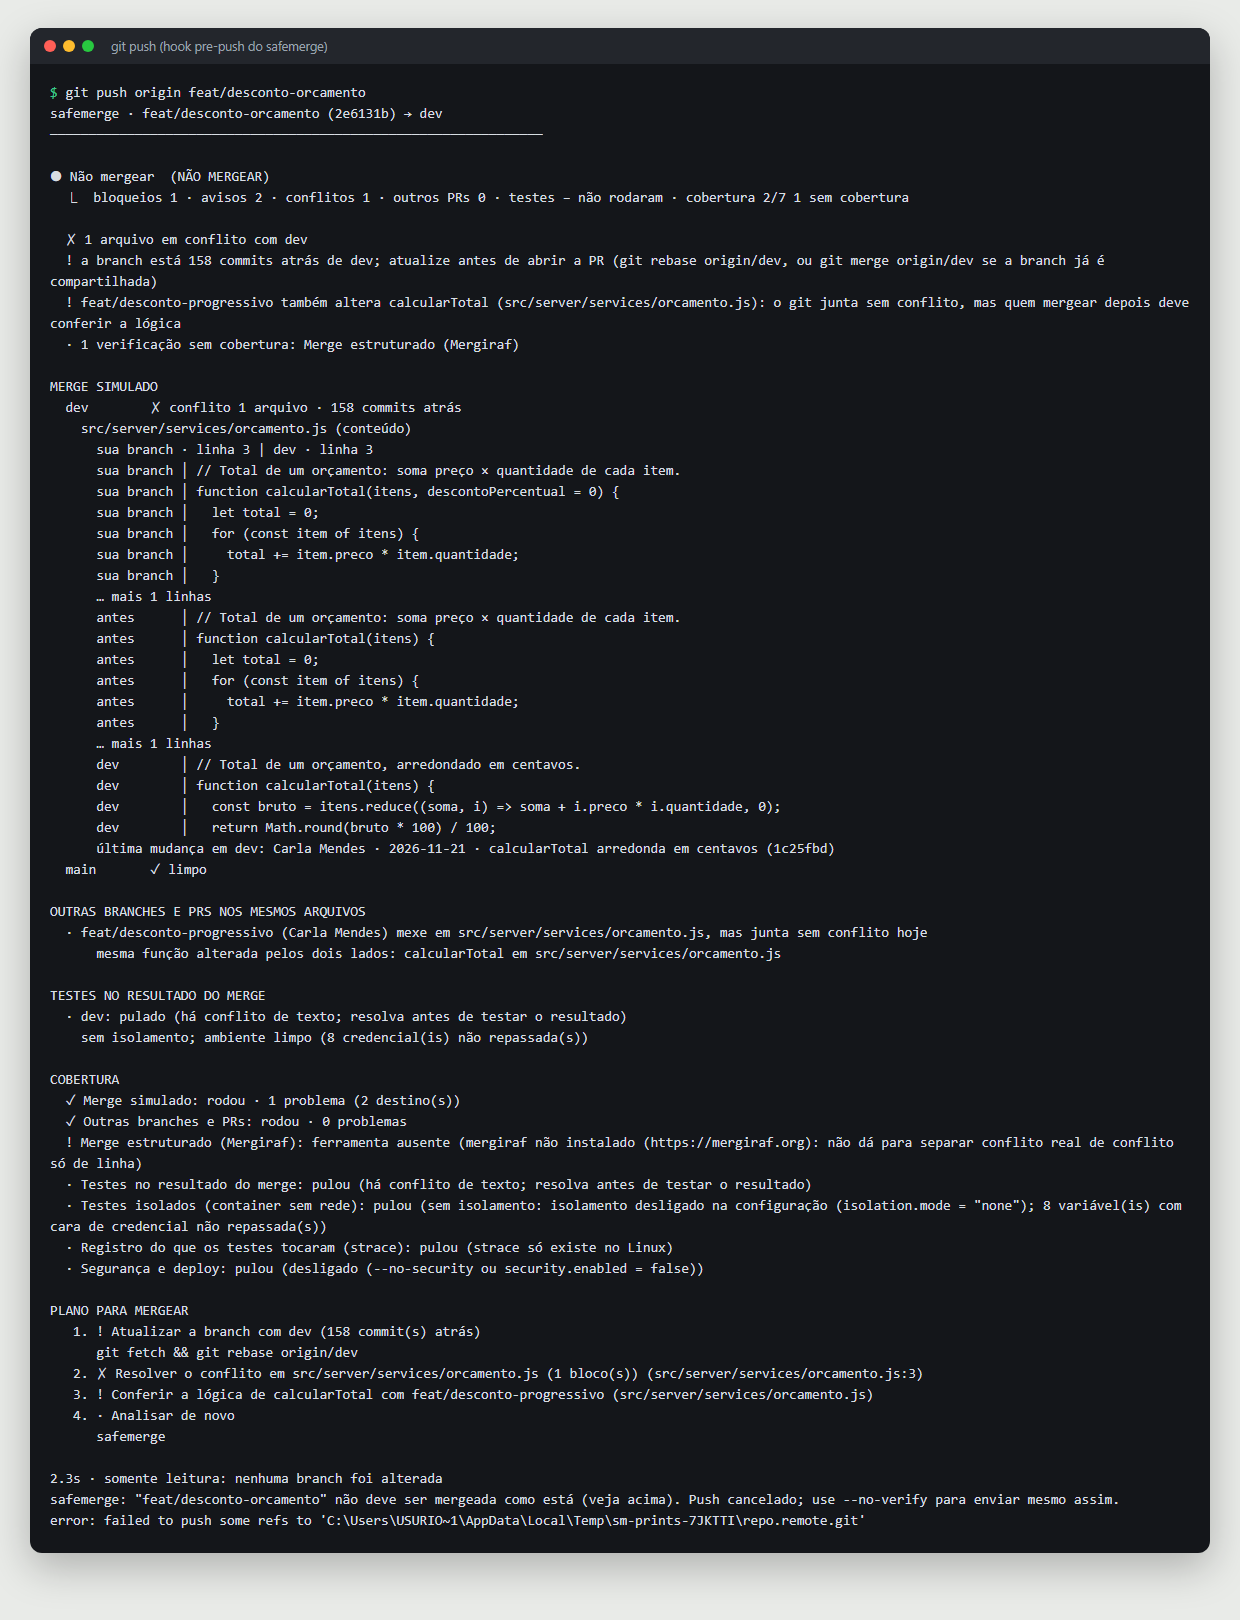 git push (hook pre-push do safemerge)
$ git push origin feat/desconto-orcamento
safemerge · feat/desconto-orcamento (2e6131b) → dev
────────────────────────────────────────────────────────────────
● Não mergear  (NÃO MERGEAR)
⎿  bloqueios 1 · avisos 2 · conflitos 1 · outros PRs 0 · testes – não rodaram · cobertura 2/7 1 sem cobertura
✗ 1 arquivo em conflito com dev
! a branch está 158 commits atrás de dev; atualize antes de abrir a PR (git rebase origin/dev, ou git merge origin/dev se a branch já é
compartilhada)
! feat/desconto-progressivo também altera calcularTotal (src/server/services/orcamento.js): o git junta sem conflito, mas quem mergear depois deve
conferir a lógica
· 1 verificação sem cobertura: Merge estruturado (Mergiraf)
MERGE SIMULADO
dev        ✗ conflito 1 arquivo · 158 commits atrás
src/server/services/orcamento.js (conteúdo)
sua branch · linha 3 | dev · linha 3
sua branch │ // Total de um orçamento: soma preço × quantidade de cada item.
sua branch │ function calcularTotal(itens, descontoPercentual = 0) {
sua branch │   let total = 0;
sua branch │   for (const item of itens) {
sua branch │     total += item.preco * item.quantidade;
sua branch │   }
… mais 1 linhas
antes      │ // Total de um orçamento: soma preço × quantidade de cada item.
antes      │ function calcularTotal(itens) {
antes      │   let total = 0;
antes      │   for (const item of itens) {
antes      │     total += item.preco * item.quantidade;
antes      │   }
… mais 1 linhas
dev        │ // Total de um orçamento, arredondado em centavos.
dev        │ function calcularTotal(itens) {
dev        │   const bruto = itens.reduce((soma, i) => soma + i.preco * i.quantidade, 0);
dev        │   return Math.round(bruto * 100) / 100;
última mudança em dev: Carla Mendes · 2026-11-21 · calcularTotal arredonda em centavos (1c25fbd)
main       ✓ limpo
OUTRAS BRANCHES E PRS NOS MESMOS ARQUIVOS
· feat/desconto-progressivo (Carla Mendes) mexe em src/server/services/orcamento.js, mas junta sem conflito hoje
mesma função alterada pelos dois lados: calcularTotal em src/server/services/orcamento.js
TESTES NO RESULTADO DO MERGE
· dev: pulado (há conflito de texto; resolva antes de testar o resultado)
sem isolamento; ambiente limpo (8 credencial(is) não repassada(s))
COBERTURA
✓ Merge simulado: rodou · 1 problema (2 destino(s))
✓ Outras branches e PRs: rodou · 0 problemas
! Merge estruturado (Mergiraf): ferramenta ausente (mergiraf não instalado (https://mergiraf.org): não dá para separar conflito real de conflito
só de linha)
· Testes no resultado do merge: pulou (há conflito de texto; resolva antes de testar o resultado)
· Testes isolados (container sem rede): pulou (sem isolamento: isolamento desligado na configuração (isolation.mode = "none"); 8 variável(is) com
cara de credencial não repassada(s))
· Registro do que os testes tocaram (strace): pulou (strace só existe no Linux)
· Segurança e deploy: pulou (desligado (--no-security ou security.enabled = false))
PLANO PARA MERGEAR
1. ! Atualizar a branch com dev (158 commit(s) atrás)
git fetch && git rebase origin/dev
2. ✗ Resolver o conflito em src/server/services/orcamento.js (1 bloco(s)) (src/server/services/orcamento.js:3)
3. ! Conferir a lógica de calcularTotal com feat/desconto-progressivo (src/server/services/orcamento.js)
4. · Analisar de novo
safemerge
2.3s · somente leitura: nenhuma branch foi alterada
safemerge: "feat/desconto-orcamento" não deve ser mergeada como está (veja acima). Push cancelado; use --no-verify para enviar mesmo assim.
error: failed to push some refs to 'C:\Users\USURIO~1\AppData\Local\Temp\sm-prints-7JKTTI\repo.remote.git'